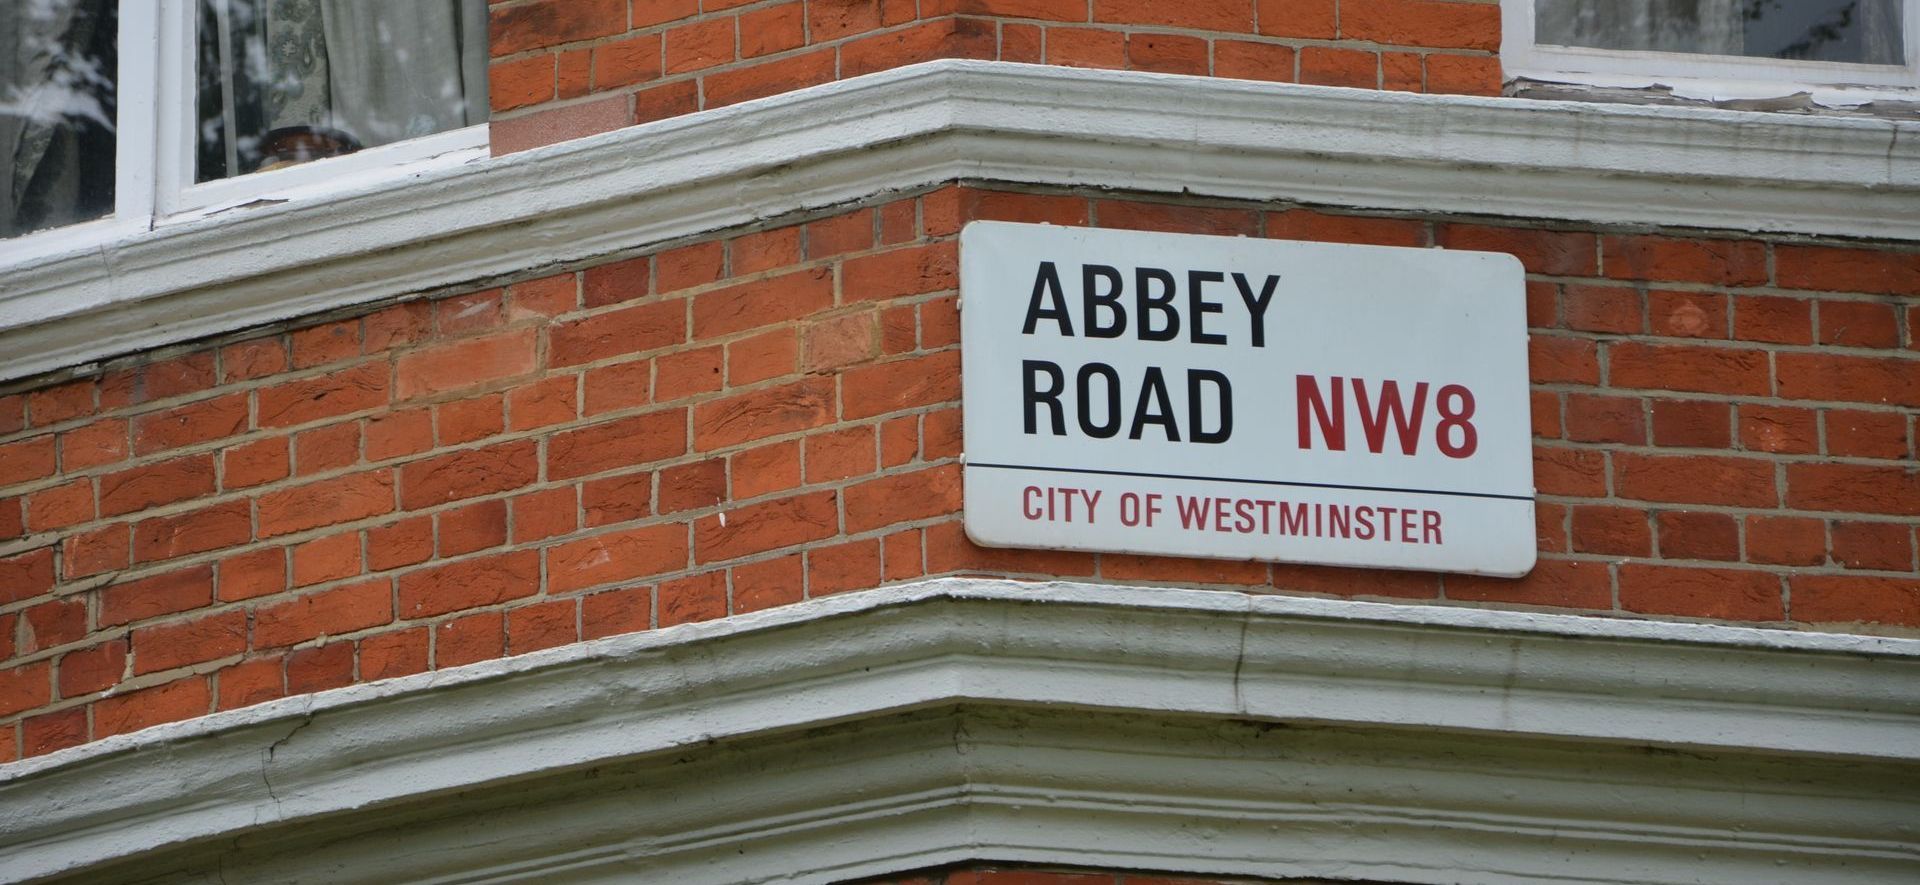 ABBEY
ROAD NW8
CITY OF WESTMINSTER